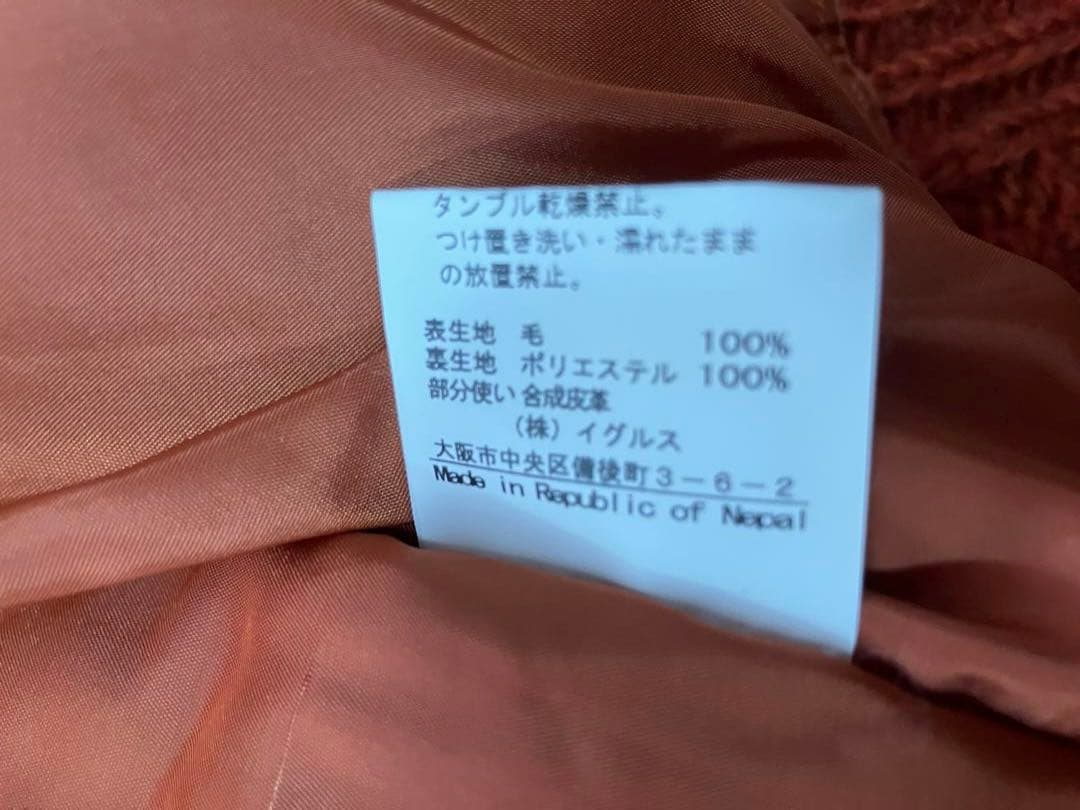 タンブル乾燥禁止。
つけ置き洗い・濡れたまま
の放置禁止。
表生地 毛 100%
裏生地 ポリエステル 100%
部分使い 合成皮革
（株）イグルス
大阪市中央区備後町３－６－２
Made in Republic of Nepal